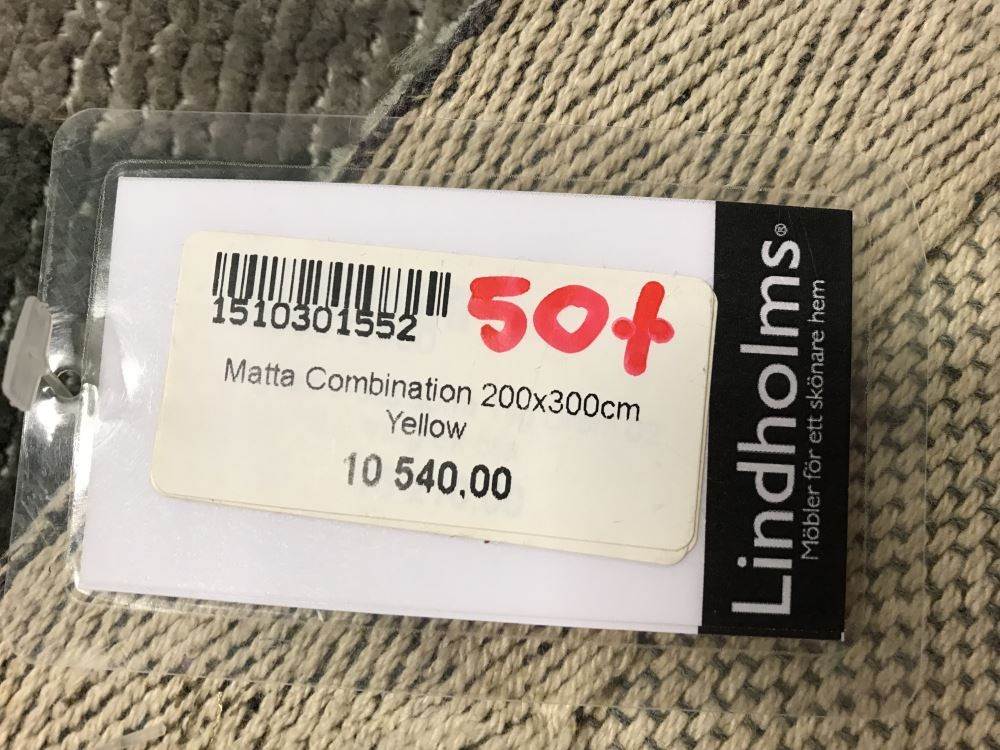 1510301552
50%
Matta Combination 200x300cm
Yellow
10 540,00
Lindholms®
Möbler för ett skönare hem